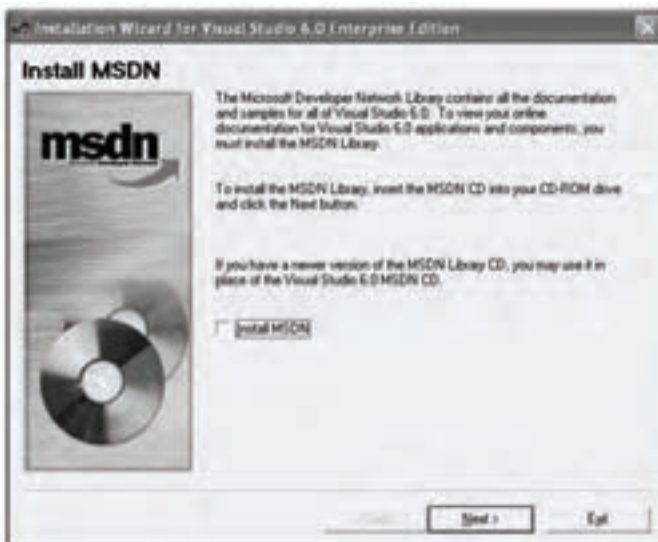 Installation Wizard for Visual Studio 6.0 Enterprise Edition
Install MSDN
msdn
The Microsoft Developer Network Library contains all the documentation
and samples for all of Visual Studio 6.0. To view your online
documentation for Visual Studio 6.0 applications and components, you
must install the MSDN Library.
To install the MSDN Library, insert the MSDN CD into your CD-ROM drive
and click the Next button.
If you have a newer version of the MSDN Library CD, you may use it in
place of the Visual Studio 6.0 MSDN CD.
Install MSDN
Next >
Exit